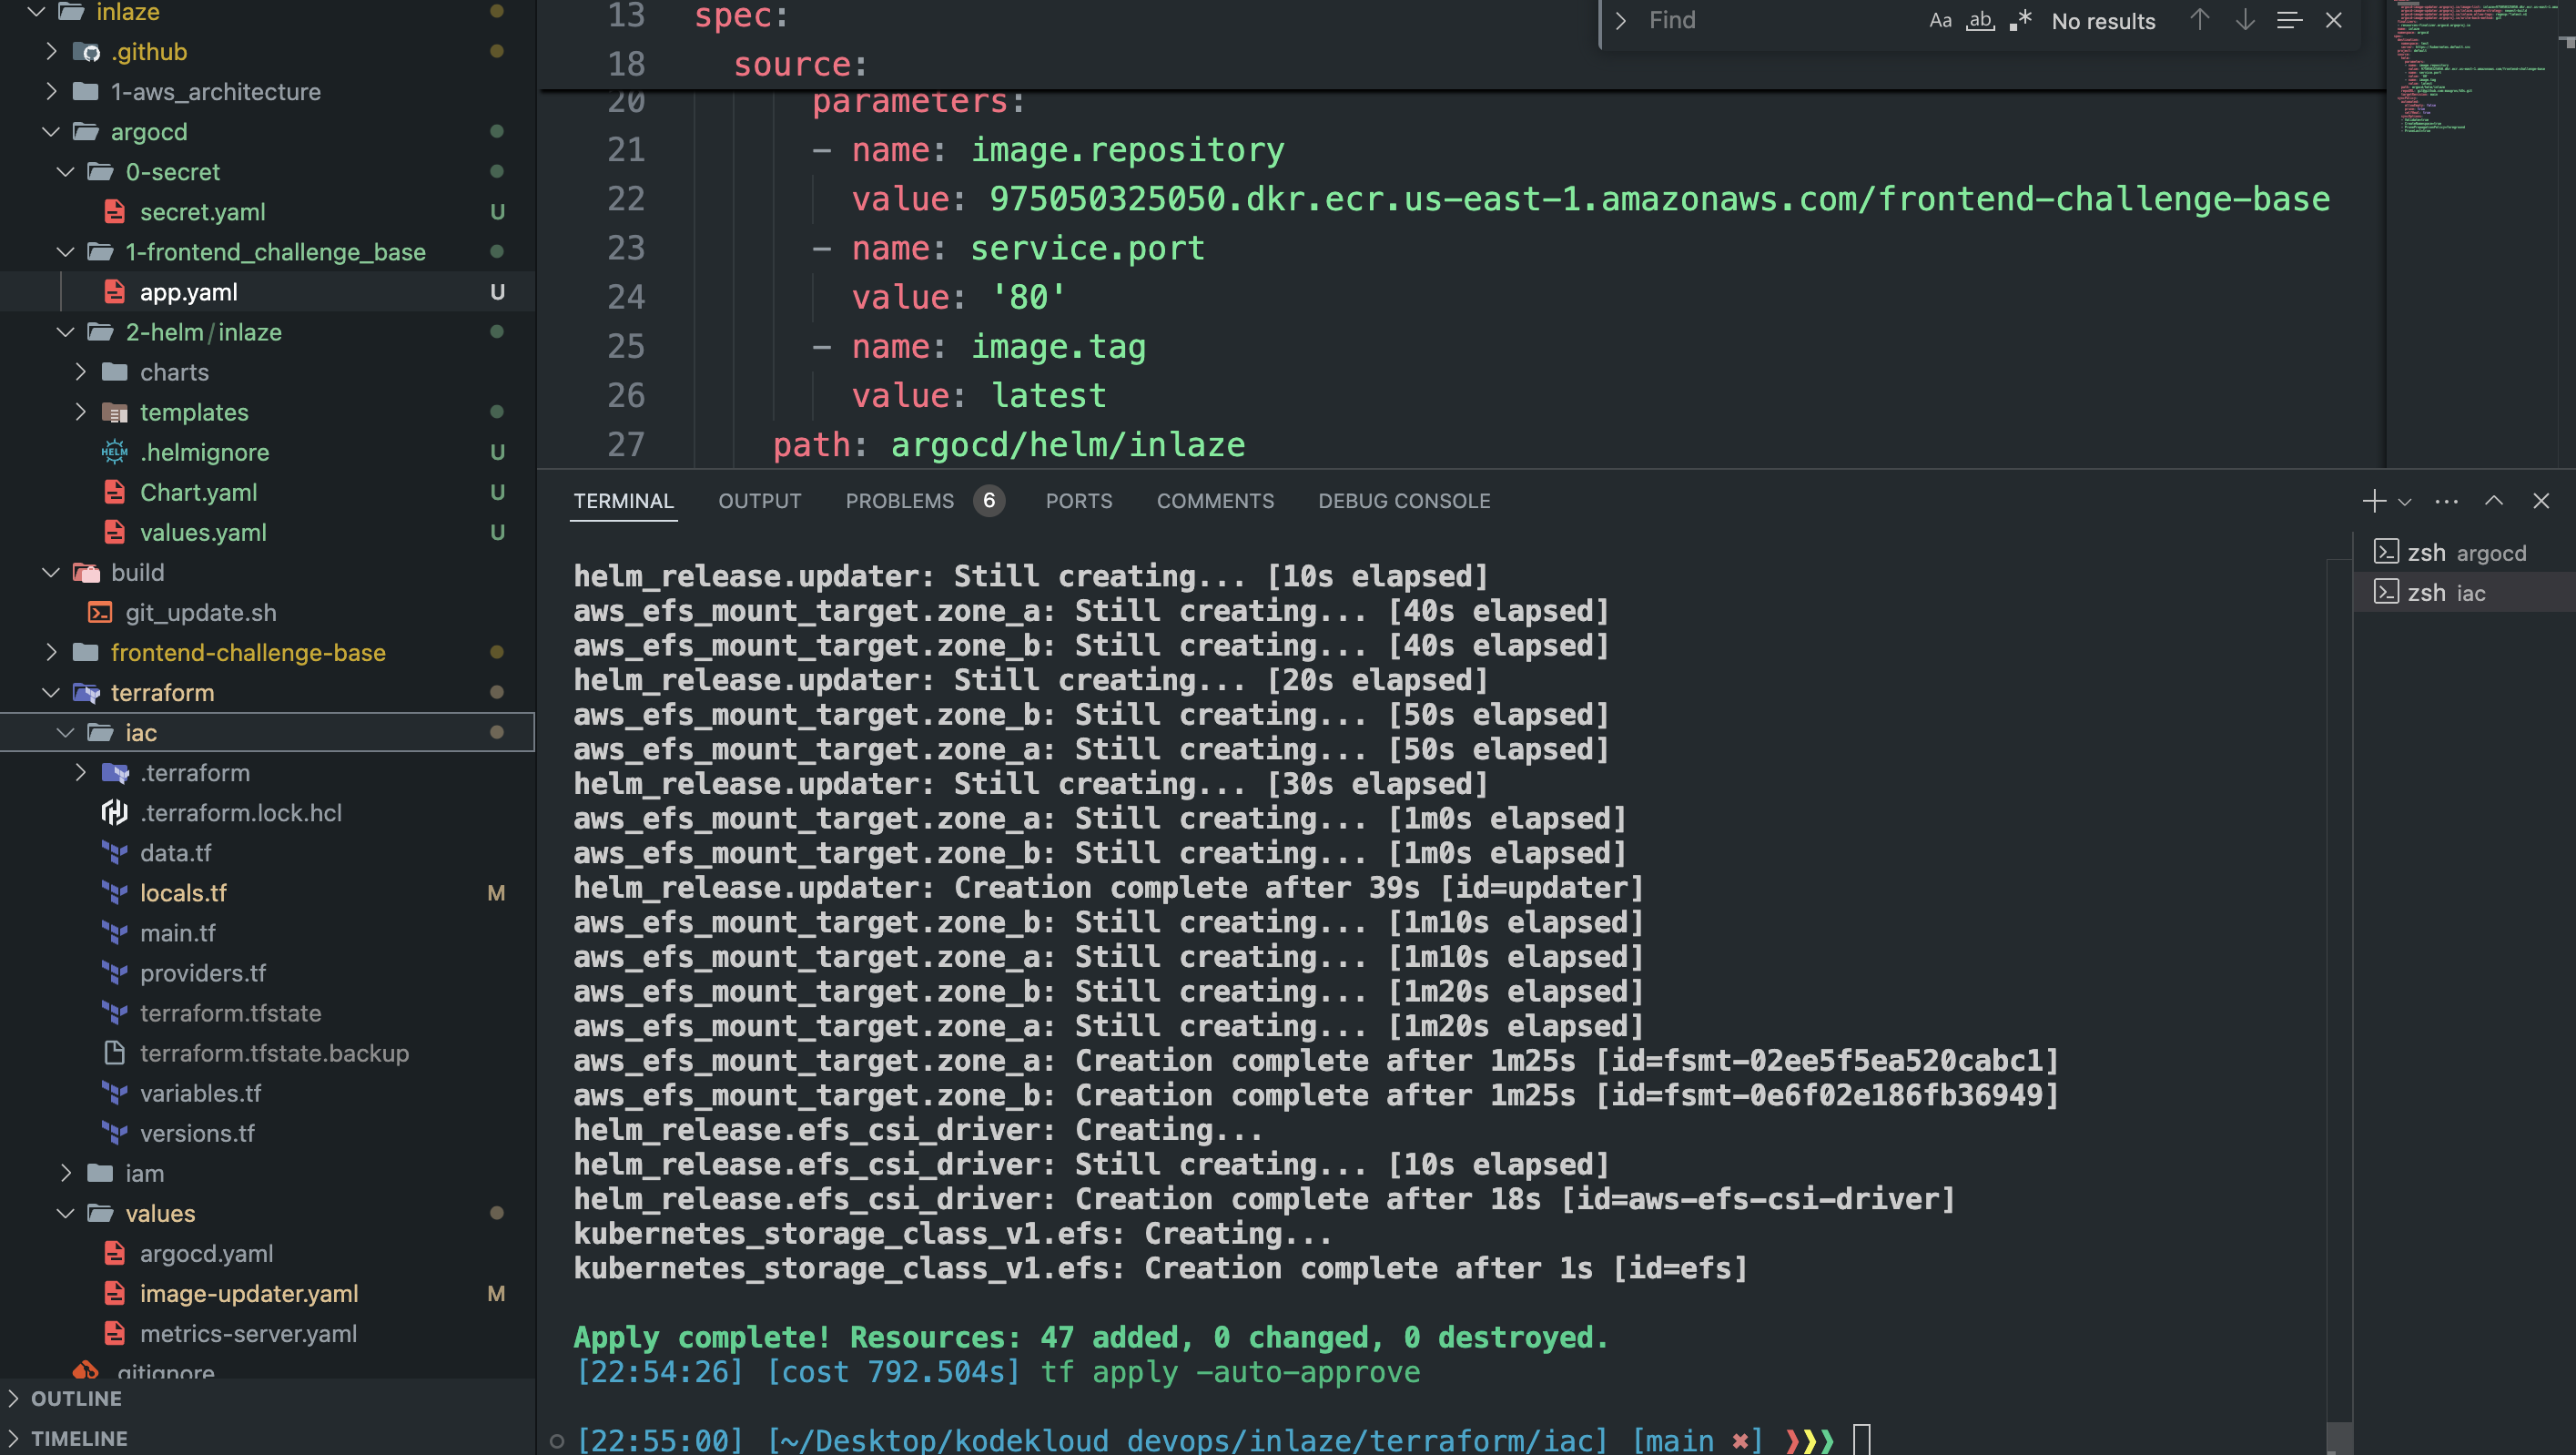 inlaze
.github
1-aws_architecture
argocd
0-secret
secret.yaml U
1-frontend_challenge_base
app.yaml U
2-helm/inlaze
charts
templates
HELM .helmignore U
Chart.yaml U
values.yaml U
build
git_update.sh
frontend-challenge-base
terraform
iac
.terraform
.terraform.lock.hcl
data.tf
locals.tf M
main.tf
providers.tf
terraform.tfstate
terraform.tfstate.backup
variables.tf
versions.tf
iam
values
argocd.yaml
image-updater.yaml M
metrics-server.yaml
.gitignore
OUTLINE
TIMELINE
13 spec:
18 source:
20 parameters:
21 - name: image.repository
22 value: 975050325050.dkr.ecr.us-east-1.amazonaws.com/frontend-challenge-base
23 - name: service.port
24 value: '80'
25 - name: image.tag
26 value: latest
27 path: argocd/helm/inlaze
Find Aa ab .* No results
TERMINAL OUTPUT PROBLEMS 6 PORTS COMMENTS DEBUG CONSOLE
zsh argocd
zsh iac
helm_release.updater: Still creating... [10s elapsed]
aws_efs_mount_target.zone_a: Still creating... [40s elapsed]
aws_efs_mount_target.zone_b: Still creating... [40s elapsed]
helm_release.updater: Still creating... [20s elapsed]
aws_efs_mount_target.zone_b: Still creating... [50s elapsed]
aws_efs_mount_target.zone_a: Still creating... [50s elapsed]
helm_release.updater: Still creating... [30s elapsed]
aws_efs_mount_target.zone_a: Still creating... [1m0s elapsed]
aws_efs_mount_target.zone_b: Still creating... [1m0s elapsed]
helm_release.updater: Creation complete after 39s [id=updater]
aws_efs_mount_target.zone_b: Still creating... [1m10s elapsed]
aws_efs_mount_target.zone_a: Still creating... [1m10s elapsed]
aws_efs_mount_target.zone_b: Still creating... [1m20s elapsed]
aws_efs_mount_target.zone_a: Still creating... [1m20s elapsed]
aws_efs_mount_target.zone_a: Creation complete after 1m25s [id=fsmt-02ee5f5ea520cabc1]
aws_efs_mount_target.zone_b: Creation complete after 1m25s [id=fsmt-0e6f02e186fb36949]
helm_release.efs_csi_driver: Creating...
helm_release.efs_csi_driver: Still creating... [10s elapsed]
helm_release.efs_csi_driver: Creation complete after 18s [id=aws-efs-csi-driver]
kubernetes_storage_class_v1.efs: Creating...
kubernetes_storage_class_v1.efs: Creation complete after 1s [id=efs]
Apply complete! Resources: 47 added, 0 changed, 0 destroyed.
[22:54:26] [cost 792.504s] tf apply -auto-approve
[22:55:00] [~/Desktop/kodekloud devops/inlaze/terraform/iac] [main ✖] ❯❯❯